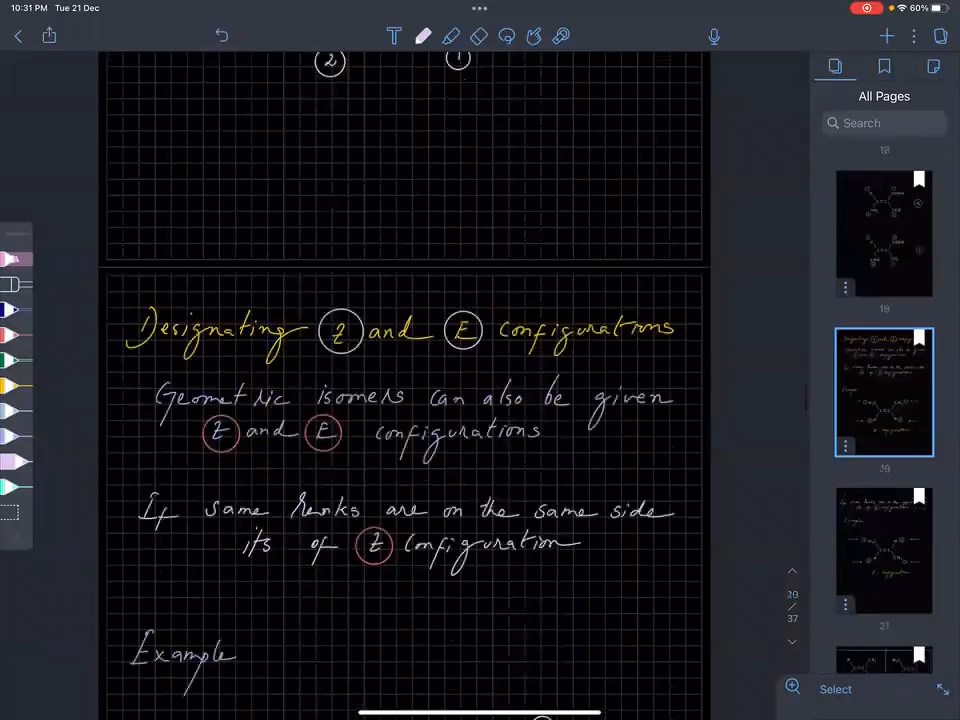 10:31 PM Tue 21 Dec
60%
2 1
Designating Z and E configurations
Geometric isomers can also be given
Z and E configurations
If same ranks are on the same side
its of Z configuration
Example
All Pages
Search
19
20
21
29
/
37
Select